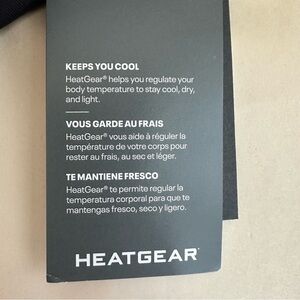 KEEPS YOU COOL
HeatGear® helps you regulate your
body temperature to stay cool, dry,
and light.
VOUS GARDE AU FRAIS
HeatGear® vous aide à réguler la
température de votre corps pour
rester au frais, au sec et léger.
TE MANTIENE FRESCO
HeatGear® te permite regular la
temperatura corporal para que te
mantengas fresco, seco y ligero.
HEATGEAR